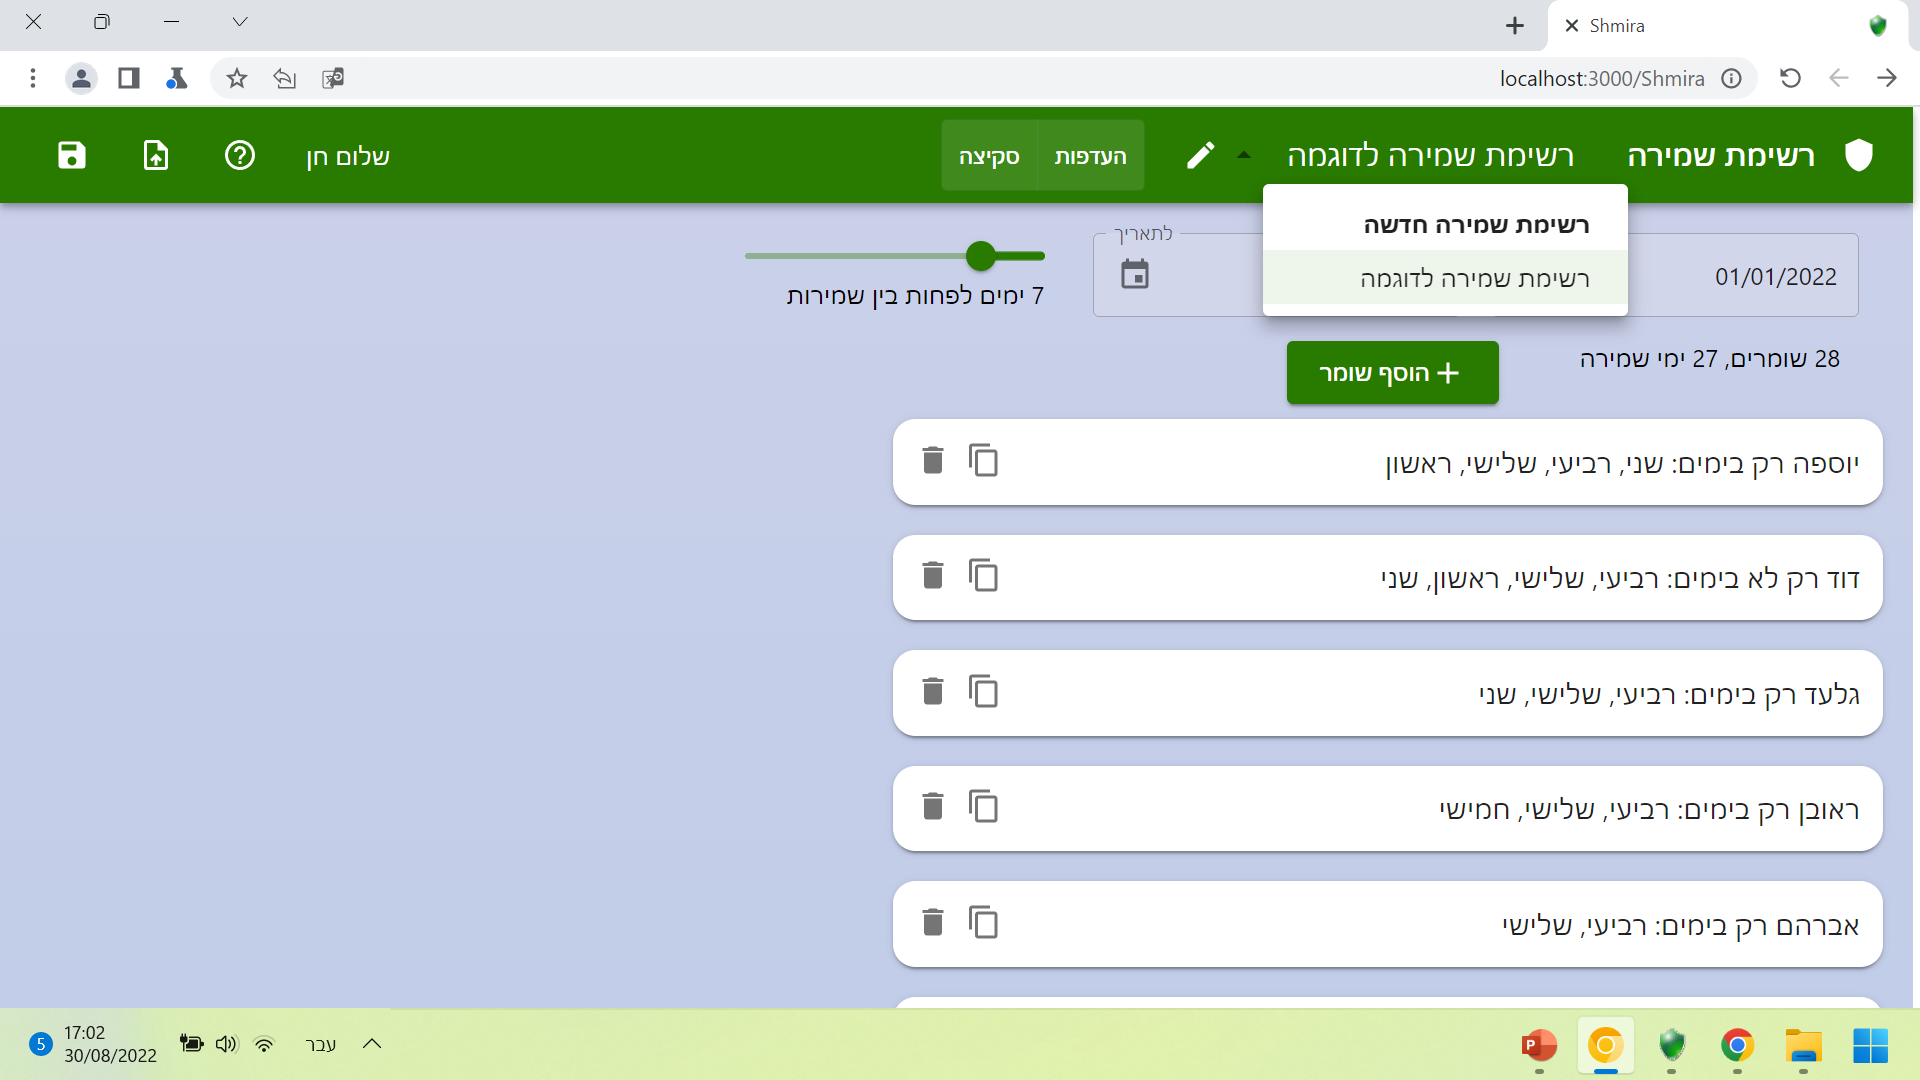 Shmira
localhost:3000/Shmira
רשימת שמירה
רשימת שמירה לדוגמה
העדפות
סקיצה
שלום חן
רשימת שמירה חדשה
רשימת שמירה לדוגמה
01/01/2022
לתאריך
7 ימים לפחות בין שמירות
28 שומרים, 27 ימי שמירה
הוסף שומר
יוספה רק בימים: שני, רביעי, שלישי, ראשון
דוד רק לא בימים: רביעי, שלישי, ראשון, שני
גלעד רק בימים: רביעי, שלישי, שני
ראובן רק בימים: רביעי, שלישי, חמישי
אברהם רק בימים: רביעי, שלישי
עבר
17:02
30/08/2022
5
P